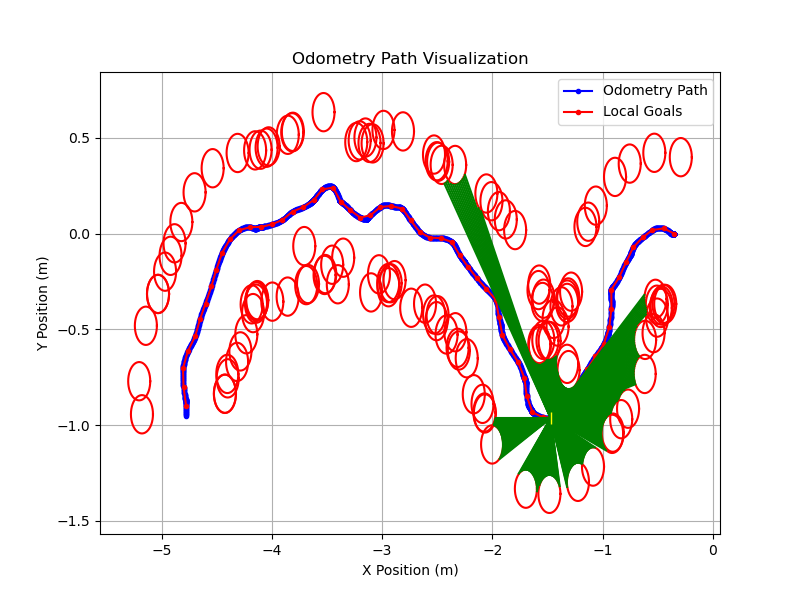 Odometry Path Visualization
Odometry Path
Local Goals
Y Position (m)
0.5
0.0
−0.5
−1.0
−1.5
−5
−4
−3
−2
−1
0
X Position (m)